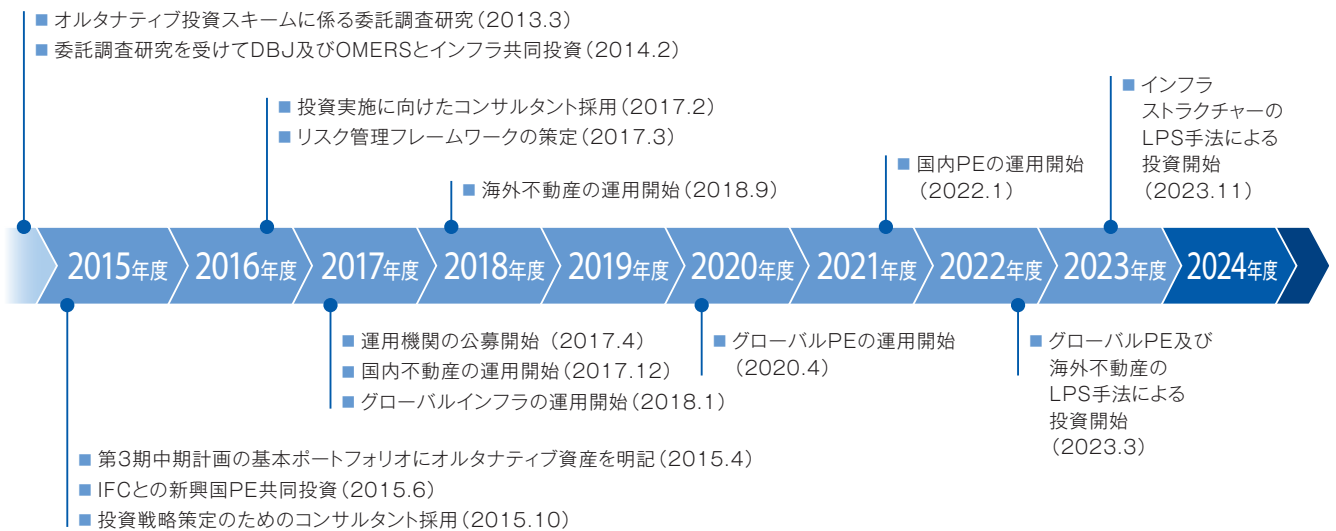 ■ オルタナティブ投資スキームに係る委託調査研究(2013.3)
■ 委託調査研究を受けてDBJ及びOMERSとインフラ共同投資(2014.2)
■ 投資実施に向けたコンサルタント採用(2017.2)
■ リスク管理フレームワークの策定(2017.3)
■ 海外不動産の運用開始(2018.9)
■ 国内PEの運用開始
(2022.1)
■ インフラ
ストラクチャーの
LPS手法による
投資開始
(2023.11)
2015年度 2016年度 2017年度 2018年度 2019年度 2020年度 2021年度 2022年度 2023年度 2024年度
■ 運用機関の公募開始 (2017.4)
■ 国内不動産の運用開始(2017.12)
■ グローバルインフラの運用開始(2018.1)
■ グローバルPEの運用開始
(2020.4)
■ グローバルPE及び
海外不動産の
LPS手法による
投資開始
(2023.3)
■ 第3期中期計画の基本ポートフォリオにオルタナティブ資産を明記(2015.4)
■ IFCとの新興国PE共同投資(2015.6)
■ 投資戦略策定のためのコンサルタント採用(2015.10)